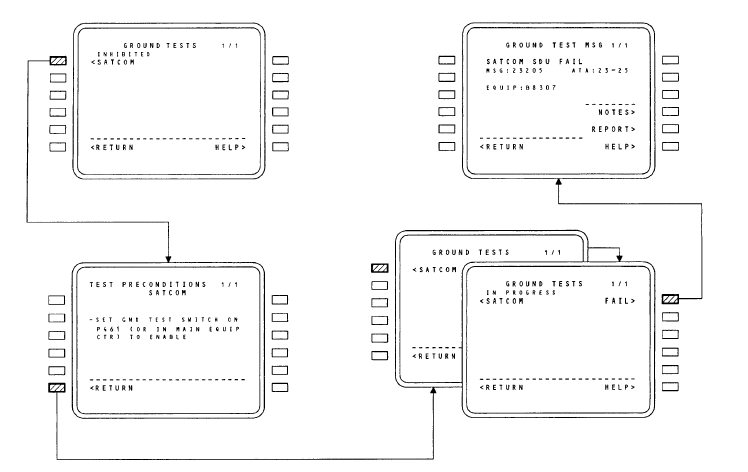 GROUND TESTS 1/1
INHIBITED
<SATCOM
<RETURN HELP>
GROUND TEST MSG 1/1
SATCOM SDU FAIL
MSG:23205 ATA:23-25
EQUIP:B8307
NOTES>
REPORT>
<RETURN HELP>
TEST PRECONDITIONS 1/1
SATCOM
-SET GND TEST SWITCH ON
P461 (OR IN MAIN EQUIP
CTR) TO ENABLE
<RETURN
GROUND TESTS 1/1
<SATCOM
<RETURN
GROUND TESTS 1/1
IN PROGRESS
<SATCOM FAIL>
<RETURN HELP>